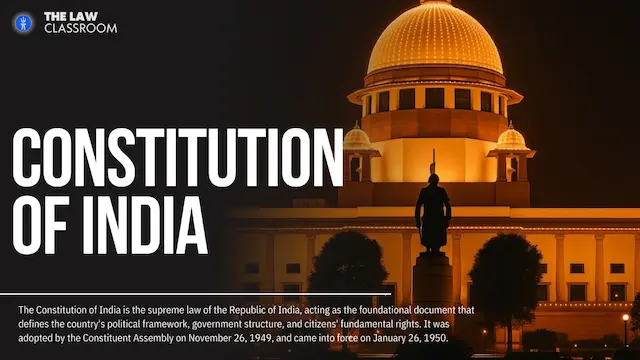 THE LAW
CLASSROOM
CONSTITUTION
OF INDIA
The Constitution of India is the supreme law of the Republic of India, acting as the foundational document that
defines the country's political framework, government structure, and citizens' fundamental rights. It was
adopted by the Constituent Assembly on November 26, 1949, and came into force on January 26, 1950.